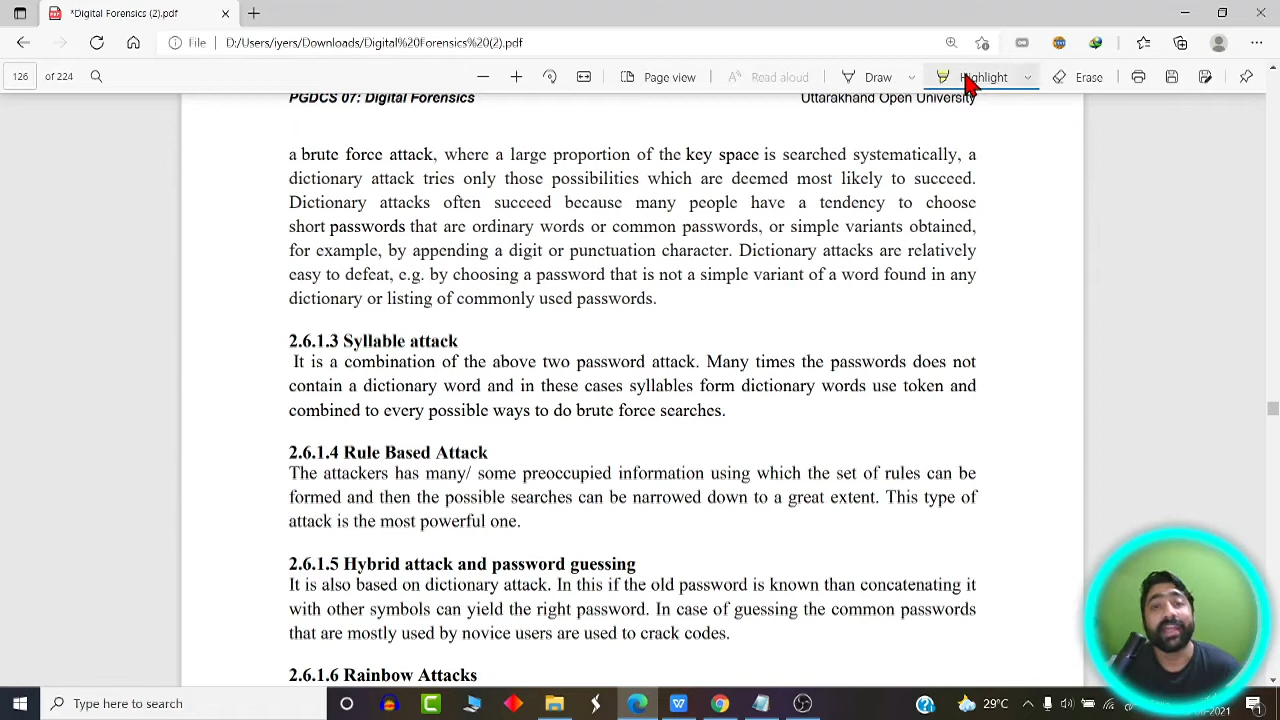 *Digital Forensics (2).pdf
File D:/Users/iyers/Downloads/Digital%20Forensics%20(2).pdf
126 of 224 Page view Read aloud Draw Highlight Erase
PGDCS 07: Digital Forensics Uttarakhand Open University
a brute force attack, where a large proportion of the key space is searched systematically, a
dictionary attack tries only those possibilities which are deemed most likely to succeed.
Dictionary attacks often succeed because many people have a tendency to choose
short passwords that are ordinary words or common passwords, or simple variants obtained,
for example, by appending a digit or punctuation character. Dictionary attacks are relatively
easy to defeat, e.g. by choosing a password that is not a simple variant of a word found in any
dictionary or listing of commonly used passwords.
2.6.1.3 Syllable attack
It is a combination of the above two password attack. Many times the passwords does not
contain a dictionary word and in these cases syllables form dictionary words use token and
combined to every possible ways to do brute force searches.
2.6.1.4 Rule Based Attack
The attackers has many/ some preoccupied information using which the set of rules can be
formed and then the possible searches can be narrowed down to a great extent. This type of
attack is the most powerful one.
2.6.1.5 Hybrid attack and password guessing
It is also based on dictionary attack. In this if the old password is known than concatenating it
with other symbols can yield the right password. In case of guessing the common passwords
that are mostly used by novice users are used to crack codes.
2.6.1.6 Rainbow Attacks
Type here to search 29°C